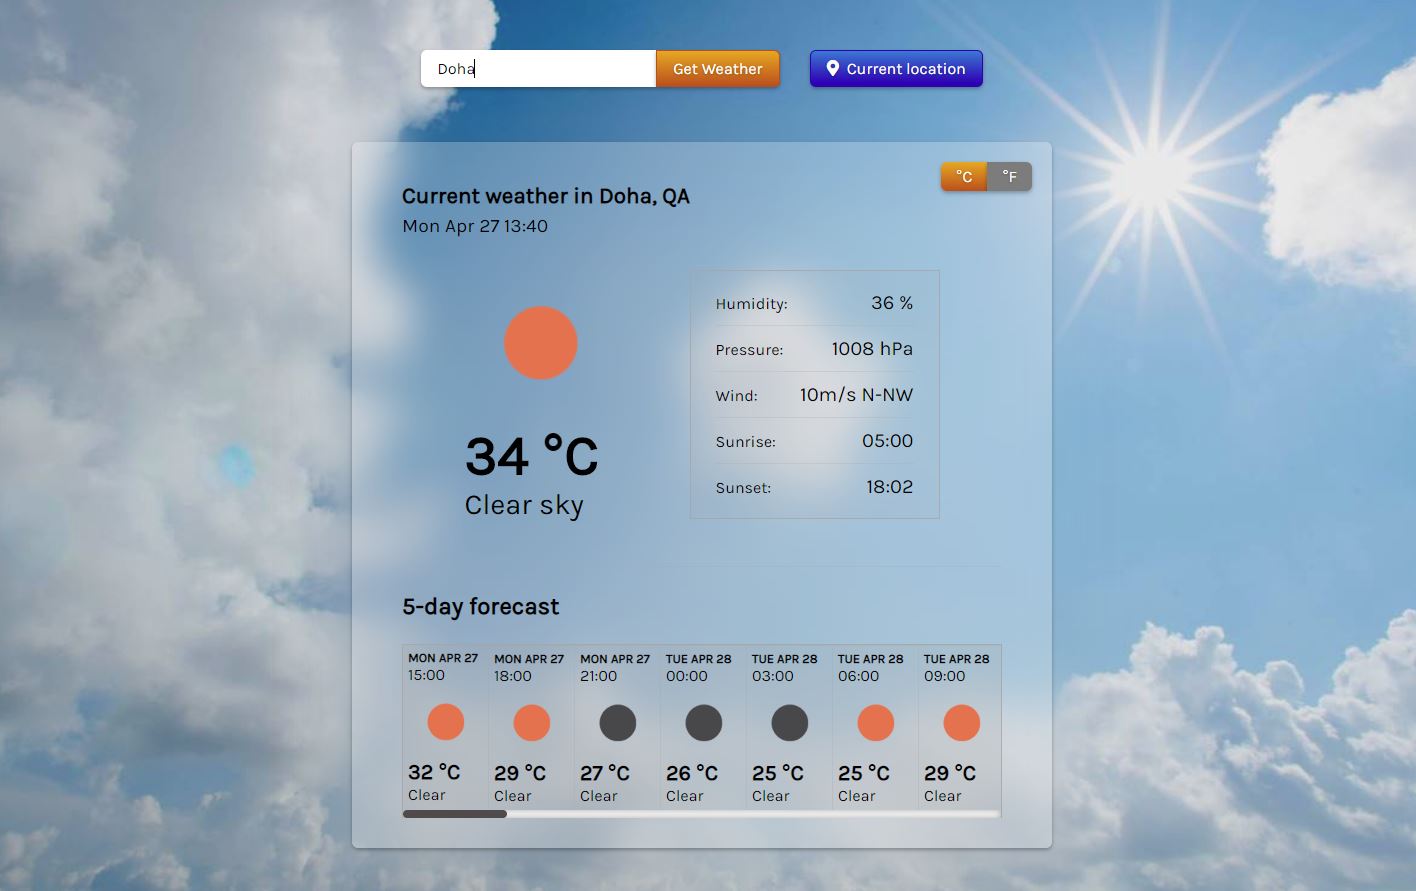 Doha
Get Weather
Current location
°C
°F
Current weather in Doha, QA
Mon Apr 27 13:40
34 °C
Clear sky
Humidity: 36 %
Pressure: 1008 hPa
Wind: 10m/s N-NW
Sunrise: 05:00
Sunset: 18:02
5-day forecast
MON APR 27
15:00
32 °C
Clear
MON APR 27
18:00
29 °C
Clear
MON APR 27
21:00
27 °C
Clear
TUE APR 28
00:00
26 °C
Clear
TUE APR 28
03:00
25 °C
Clear
TUE APR 28
06:00
25 °C
Clear
TUE APR 28
09:00
29 °C
Clear